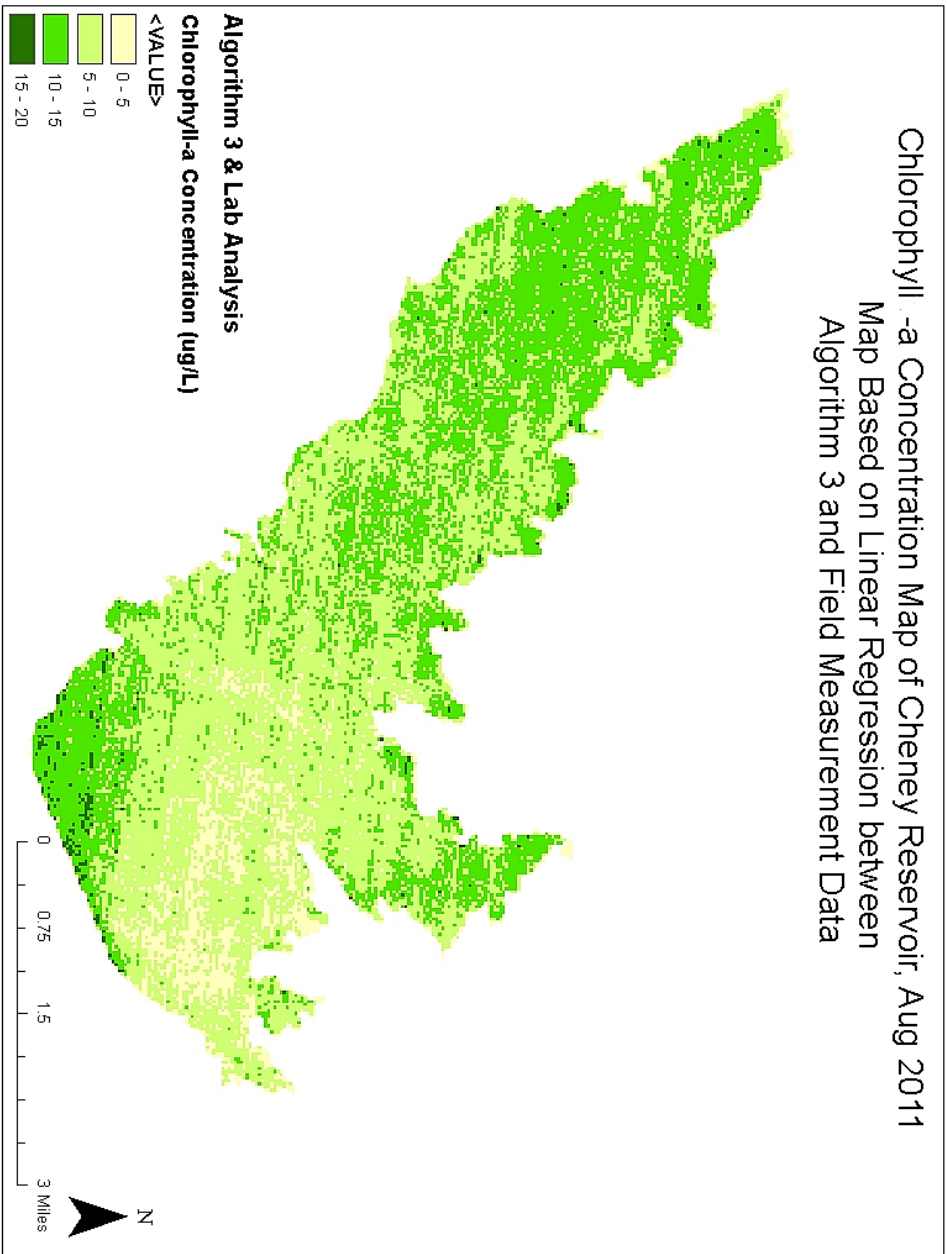 Chlorophyll -a Concentration Map of Cheney Reservoir, Aug 2011
Map Based on Linear Regression between
Algorithm 3 and Field Measurement Data
Algorithm 3 & Lab Analysis
Chlorophyll-a Concentration (ug/L)
<VALUE>
0 - 5
5 - 10
10 - 15
15 - 20
0 0.75 1.5 3 Miles
N